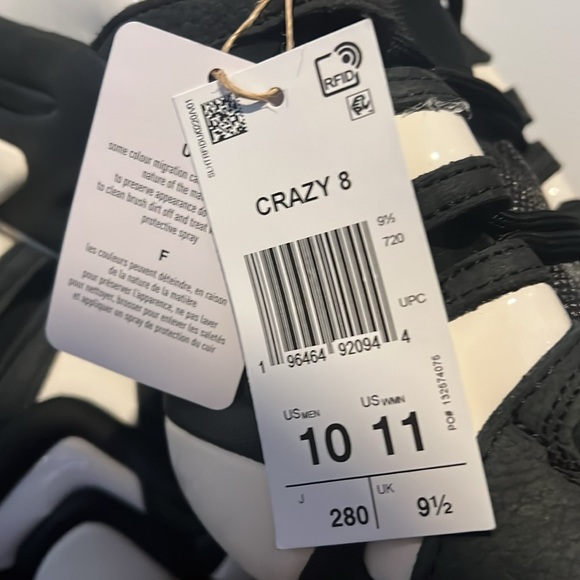 some colour migration
nature of the
to preserve appearance do
to clean brush dirt off and treat
protective spray
F
les couleurs peuvent déteindre, en raison
de la nature de la matière
pour préserver l'apparence, ne pas laver
pour nettoyer, brosser pour enlever les saletés
et appliquer un spray de protection du cuir
RFID
CRAZY 8
9½
720
UPC
1 96464 92094 4
PO# 132674076
US MEN US WMN
10 11
J UK
280 9½